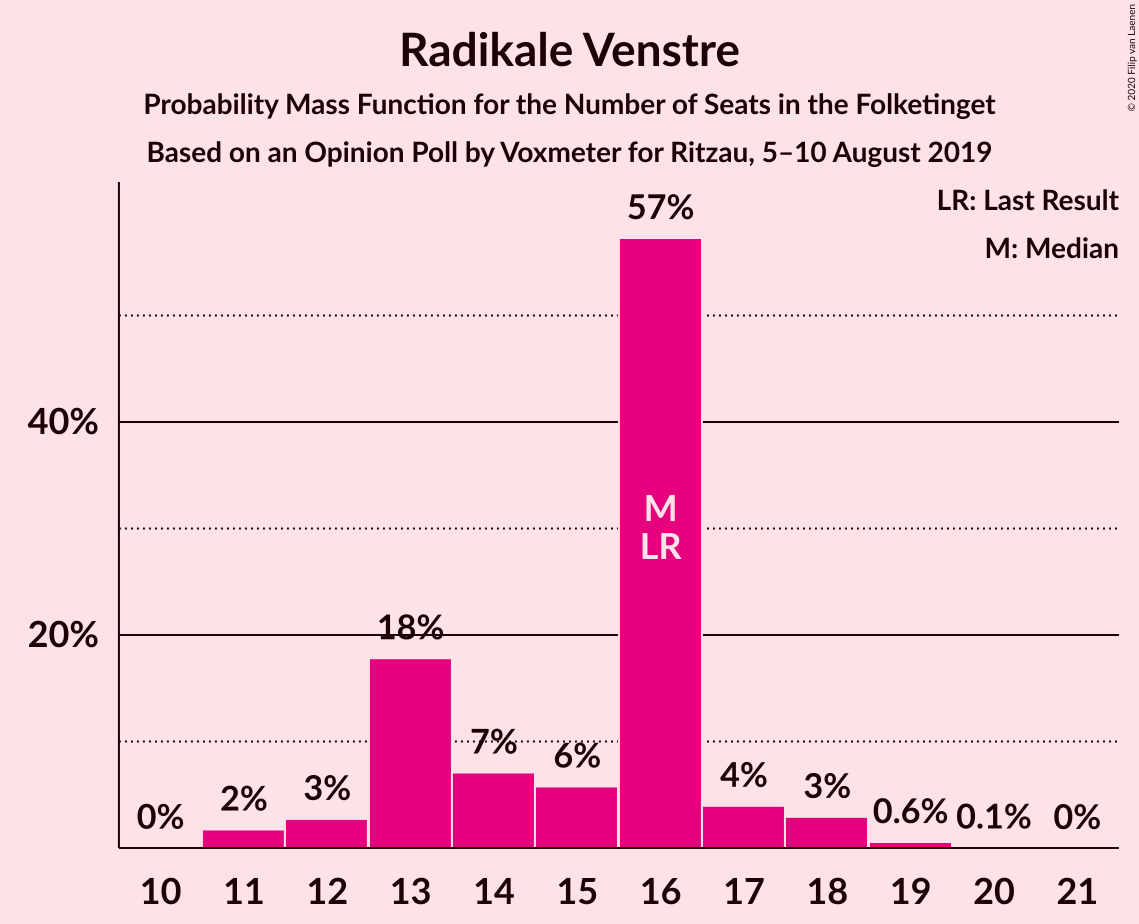 Radikale Venstre
Probability Mass Function for the Number of Seats in the Folketinget
Based on an Opinion Poll by Voxmeter for Ritzau, 5–10 August 2019
© 2020 Filip van Laenen
LR: Last Result
M: Median
57%
40%
M
LR
20%
18%
7%
6%
4%
3%
3%
2%
0%
0.6%
0.1%
0%
10 11 12 13 14 15 16 17 18 19 20 21